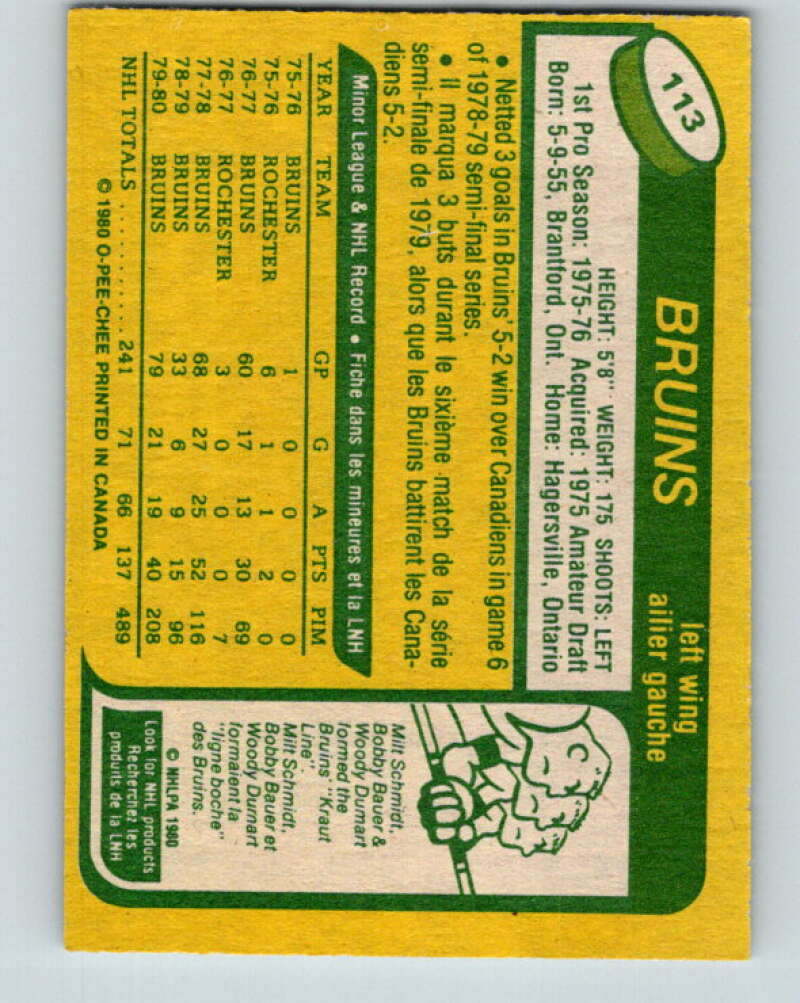 113
BRUINS
left wing
ailier gauche
HEIGHT: 5'8" WEIGHT: 175 SHOOTS: LEFT
1st Pro Season: 1975-76 Acquired: 1975 Amateur Draft
Born: 5-9-55, Brantford, Ont. Home: Hagersville, Ontario
• Netted 3 goals in Bruins' 5-2 win over Canadiens in game 6
of 1978-79 semi-final series.
• Il marqua 3 buts durant le sixième match de la série
semi-finale de 1979, alors que les Bruins battirent les Cana-
diens 5-2.
Minor League & NHL Record • Fiche dans les mineures et la LNH
YEAR TEAM GP G A PTS PIM
75-76 BRUINS 1 0 0 0 0
75-76 ROCHESTER 6 1 1 2 0
76-77 BRUINS 60 17 13 30 69
76-77 ROCHESTER 3 0 0 0 7
77-78 BRUINS 68 27 25 52 116
78-79 BRUINS 33 6 9 15 96
79-80 BRUINS 79 21 19 40 208
NHL TOTALS .......... 241 71 66 137 489
© 1980 O-PEE-CHEE PRINTED IN CANADA
Milt Schmidt,
Bobby Bauer &
Woody Dumart
formed the
Bruins' "Kraut
Line".
Milt Schmidt,
Bobby Bauer et
Woody Dumart
formaient la
"ligne boche"
des Bruins.
© NHLPA 1980
Look for NHL products
Recherchez les
produits de la LNH